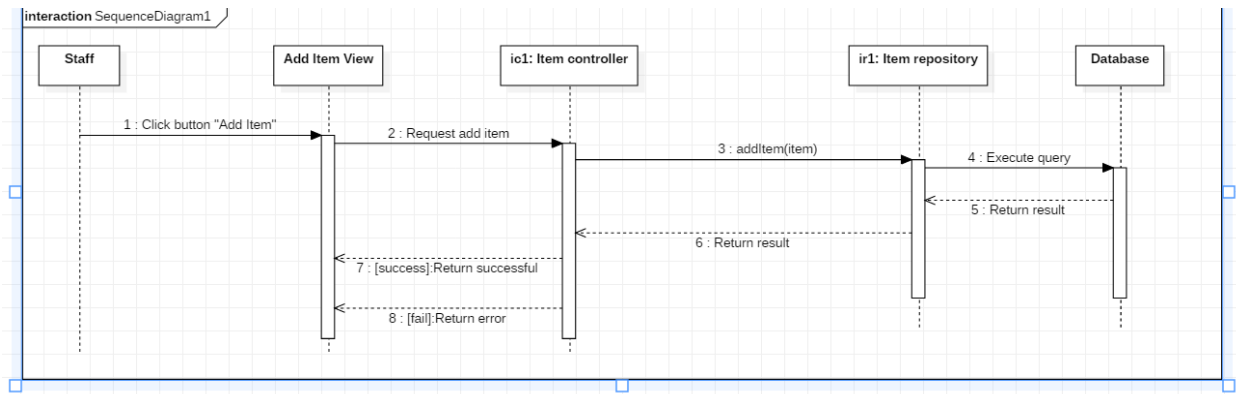 interaction SequenceDiagram1
Staff
Add Item View
ic1: Item controller
ir1: Item repository
Database
1 : Click button "Add Item"
2 : Request add item
3 : addItem(item)
4 : Execute query
5 : Return result
6 : Return result
7 : [success]:Return successful
8 : [fail]:Return error